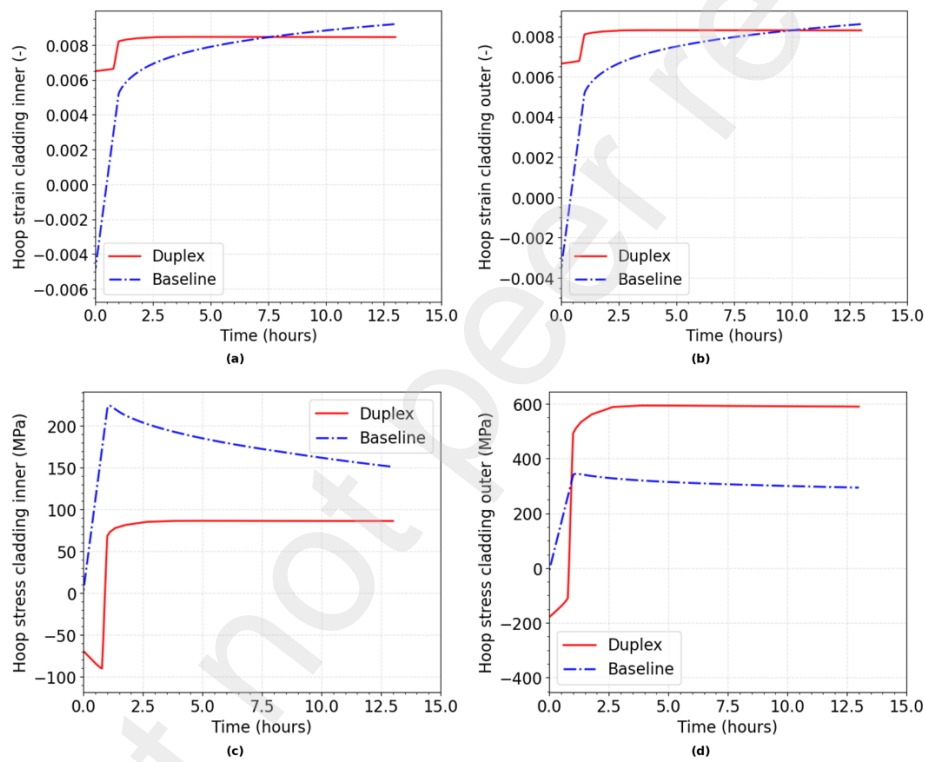 Hoop strain cladding inner (-)
0.008
0.006
0.004
0.002
0.000
−0.002
−0.004
−0.006
Duplex
Baseline
0.0 2.5 5.0 7.5 10.0 12.5 15.0
Time (hours)
(a)
Hoop strain cladding outer (-)
0.008
0.006
0.004
0.002
0.000
−0.002
−0.004
Duplex
Baseline
0.0 2.5 5.0 7.5 10.0 12.5 15.0
Time (hours)
(b)
Hoop stress cladding inner (MPa)
200
150
100
50
0
−50
−100
Duplex
Baseline
0.0 2.5 5.0 7.5 10.0 12.5 15.0
Time (hours)
(c)
Hoop stress cladding outer (MPa)
600
400
200
0
−200
−400
Duplex
Baseline
0.0 2.5 5.0 7.5 10.0 12.5 15.0
Time (hours)
(d)
not peer re